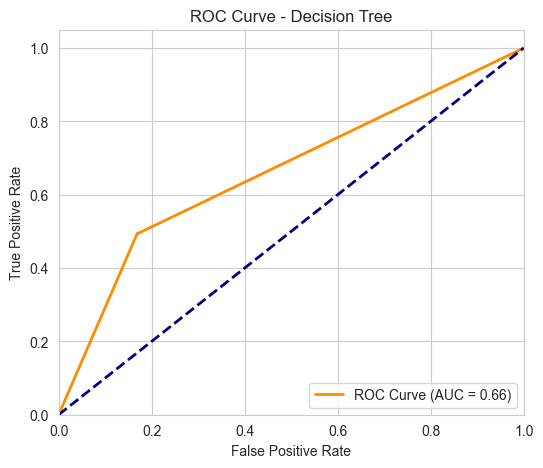 ROC Curve - Decision Tree
1.0
0.8
0.6
0.4
0.2
0.0
True Positive Rate
ROC Curve (AUC = 0.66)
0.0 0.2 0.4 0.6 0.8 1.0
False Positive Rate